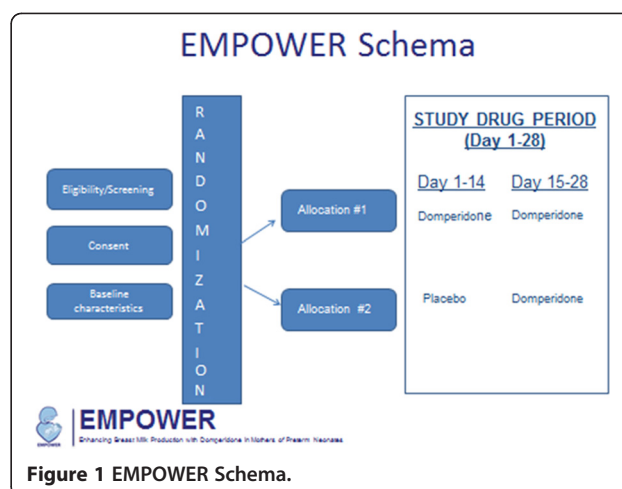 EMPOWER Schema
Eligibility/Screening
Consent
Baseline
characteristics
R
A
N
D
O
M
I
Z
A
T
I
O
N
Allocation #1
Allocation #2
STUDY DRUG PERIOD
(Day 1-28)
Day 1-14 Day 15-28
Domperidone Domperidone
Placebo Domperidone
EMPOWER
EMPOWER
Enhancing Breast Milk Production with Domperidone in Mothers of Preterm Neonates
Figure 1 EMPOWER Schema.